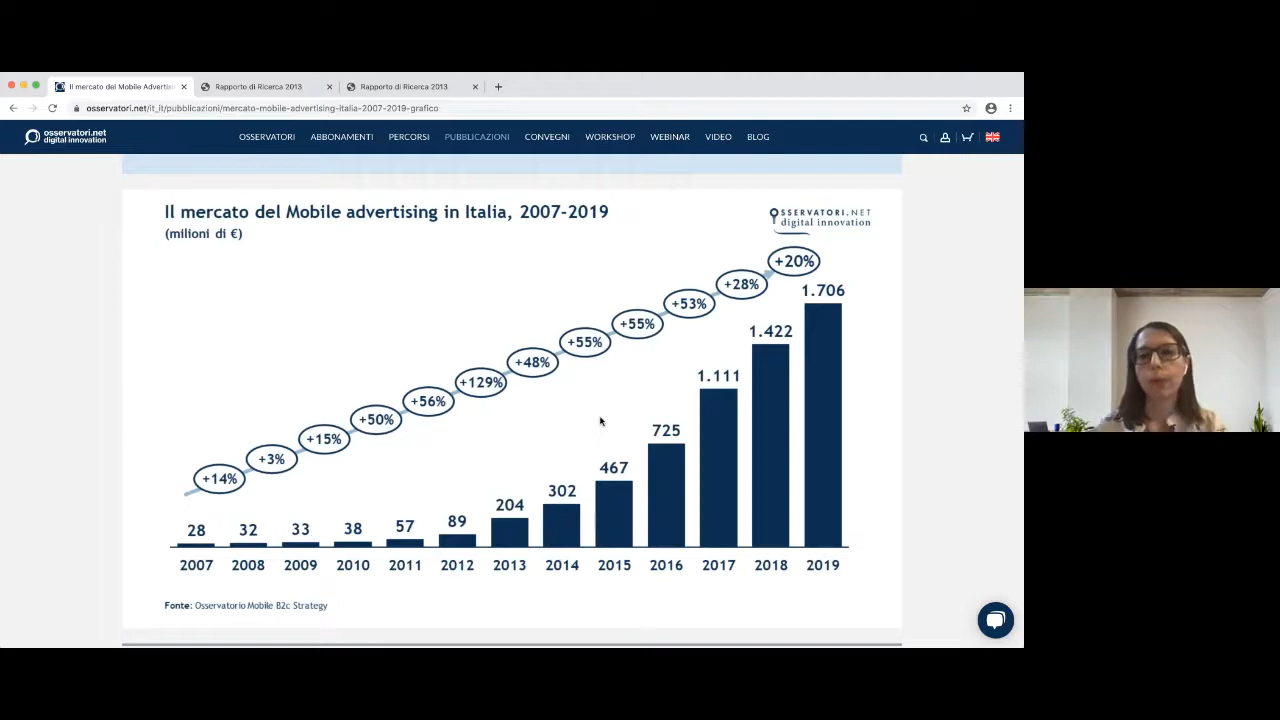 Il mercato del Mobile Advertisin
Rapporto di Ricerca 2013
Rapporto di Ricerca 2013
osservatori.net/it_it/pubblicazioni/mercato-mobile-advertising-italia-2007-2019-grafico
osservatori.net
digital innovation
OSSERVATORI ABBONAMENTI PERCORSI PUBBLICAZIONI CONVEGNI WORKSHOP WEBINAR VIDEO BLOG
Il mercato del Mobile advertising in Italia, 2007-2019
(milioni di €)
OSSERVATORI.NET
digital innovation
+14% +3% +15% +50% +56% +129% +48% +55% +55% +53% +28% +20%
28 32 33 38 57 89 204 302 467 725 1.111 1.422 1.706
2007 2008 2009 2010 2011 2012 2013 2014 2015 2016 2017 2018 2019
Fonte: Osservatorio Mobile B2c Strategy